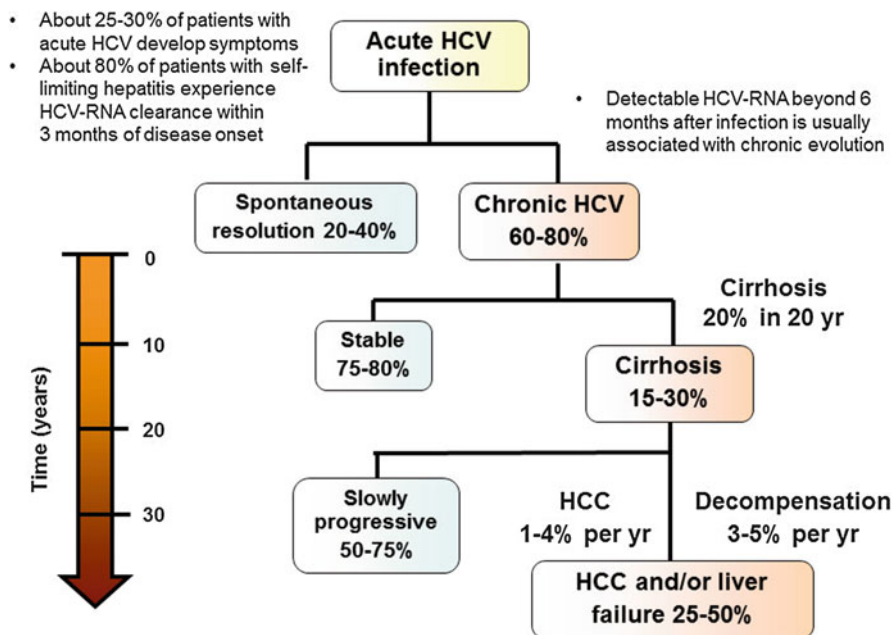 • About 25-30% of patients with
acute HCV develop symptoms
• About 80% of patients with self-
limiting hepatitis experience
HCV-RNA clearance within
3 months of disease onset
Acute HCV
infection
• Detectable HCV-RNA beyond 6
months after infection is usually
associated with chronic evolution
Spontaneous
resolution 20-40%
Chronic HCV
60-80%
Time (years)
0
10
20
30
Stable
75-80%
Cirrhosis
20% in 20 yr
Cirrhosis
15-30%
Slowly
progressive
50-75%
HCC
1-4% per yr
Decompensation
3-5% per yr
HCC and/or liver
failure 25-50%